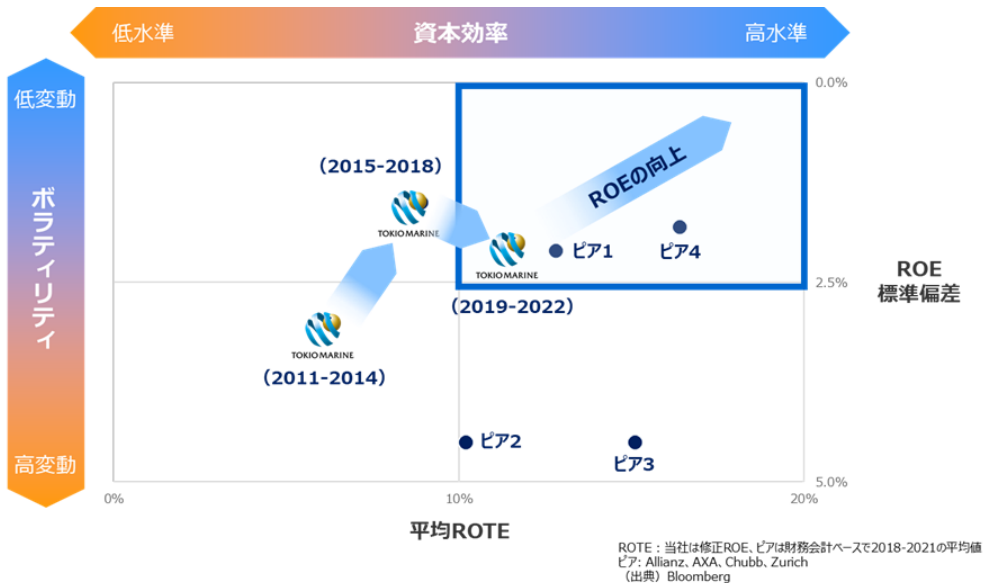 低水準
資本効率
高水準
低変動
ボラティリティ
高変動
0.0%
2.5%
5.0%
ROE
標準偏差
(2015-2018)
TOKIO MARINE
ROEの向上
ピア1
ピア4
TOKIO MARINE
(2019-2022)
TOKIO MARINE
(2011-2014)
ピア2
ピア3
0%
10%
20%
平均ROTE
ROTE：当社は修正ROE、ピアは財務会計ベースで2018-2021の平均値
ピア: Allianz、AXA、Chubb、Zurich
（出典）Bloomberg